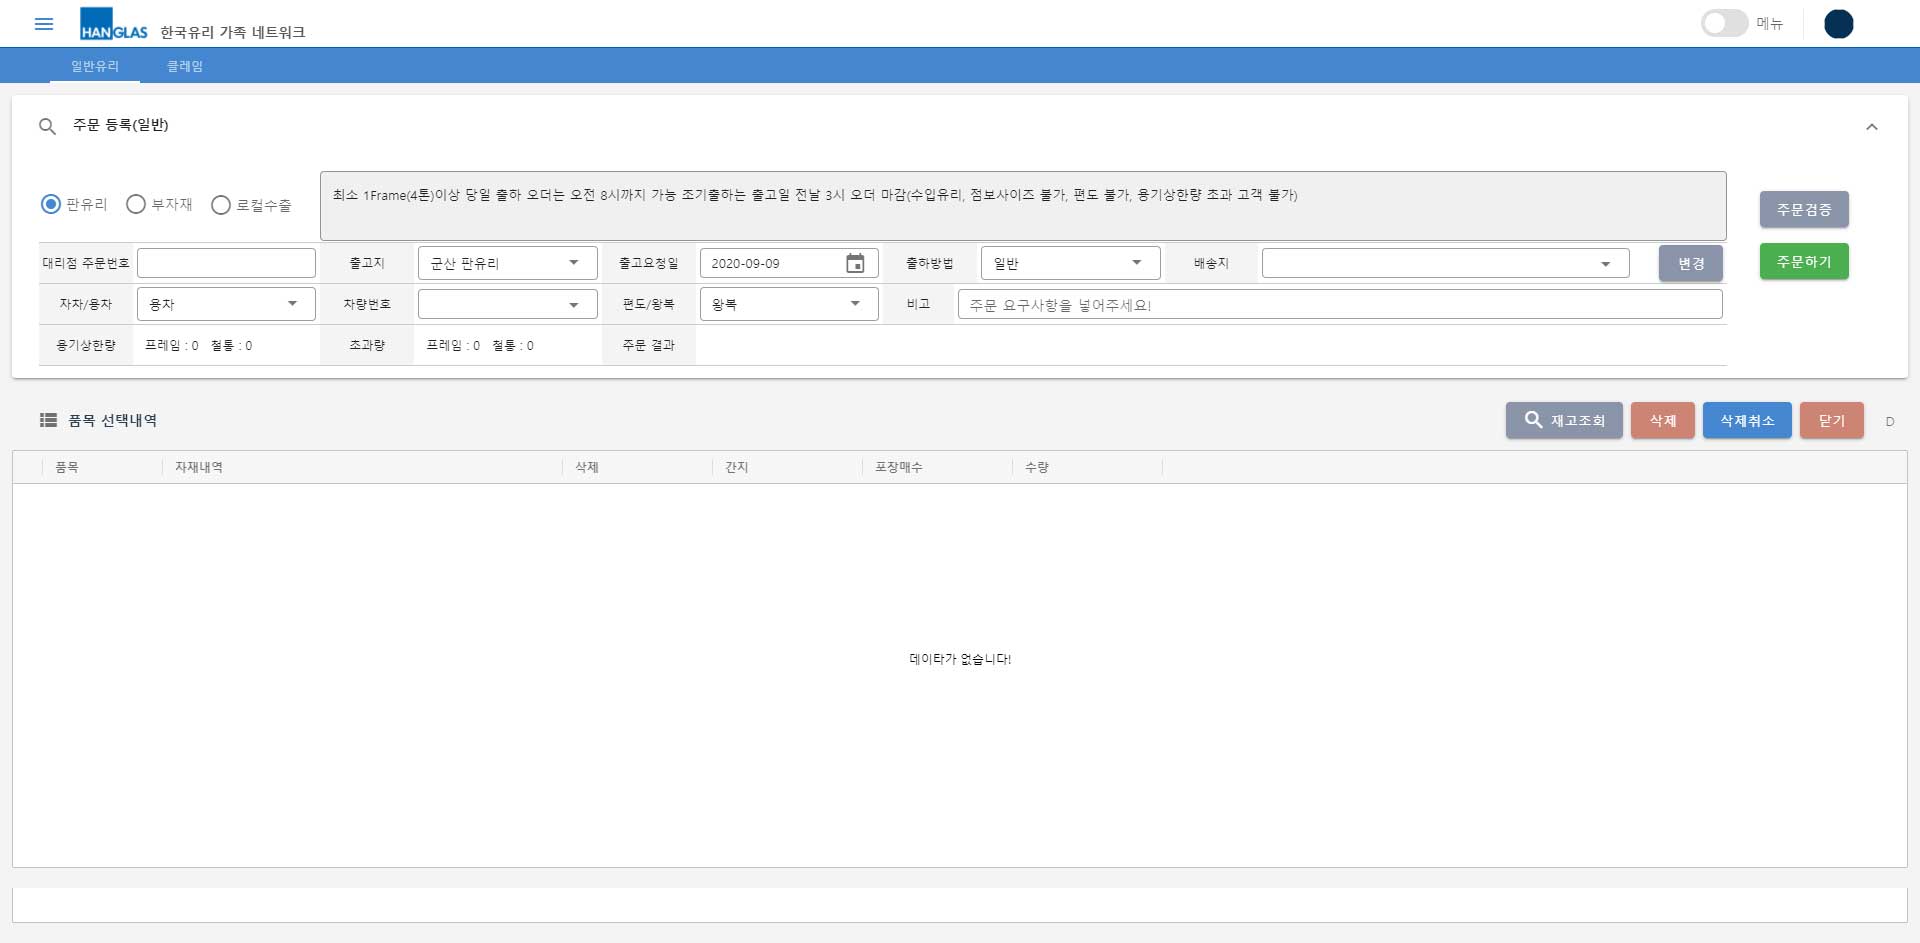 HANGLAS 한국유리 가족 네트워크 메뉴
일반유리 클레임
주문 등록(일반)
판유리 부자재 로컬수출
최소 1Frame(4톤)이상 당일 출하 오더는 오전 8시까지 가능 조기출하는 출고일 전날 3시 오더 마감(수입유리, 점보사이즈 불가, 편도 불가, 용기상한량 초과 고객 불가)
주문검증
대리점 주문번호 출고지 군산 판유리 출고요청일 2020-09-09 출하방법 일반 배송지 변경 주문하기
자차/용차 용차 차량번호 편도/왕복 왕복 비고 주문 요구사항을 넣어주세요!
용기상한량 프레임 : 0 철통 : 0 초과량 프레임 : 0 철통 : 0 주문 결과
품목 선택내역 재고조회 삭제 삭제취소 닫기 D
품목 자재내역 삭제 간지 포장매수 수량
데이타가 없습니다!